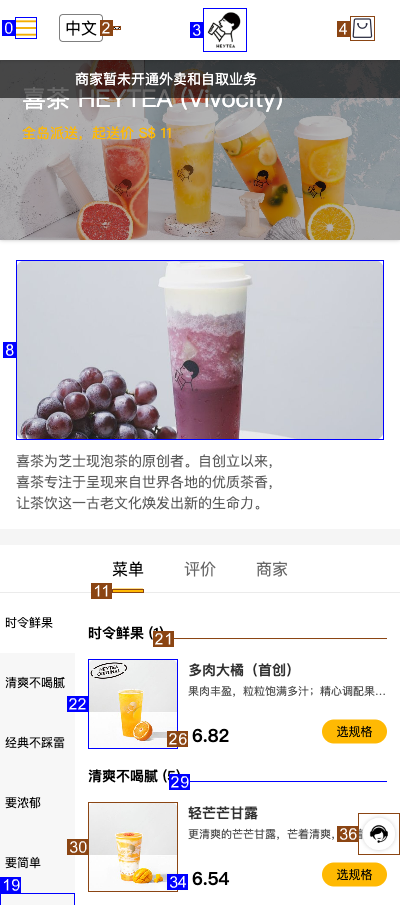 中文
HEYTEA
商家暂未开通外卖和自取业务
喜茶 HEYTEA (Vivocity)
全岛派送，起送价 S$ 11
喜茶为芝士现泡茶的原创者。自创立以来，
喜茶专注于呈现来自世界各地的优质茶香，
让茶饮这一古老文化焕发出新的生命力。
菜单
评价
商家
时令鲜果
清爽不喝腻
经典不踩雷
要浓郁
要简单
时令鲜果 (1)
多肉大橘（首创）
果肉丰盈，粒粒饱满多汁；精心调配果...
6.82
选规格
清爽不喝腻
轻芒芒甘露
更清爽的芒芒甘露，芒着清爽，
6.54
选规格
0
2
3
4
8
11
21
22
26
29
30
34
36
19